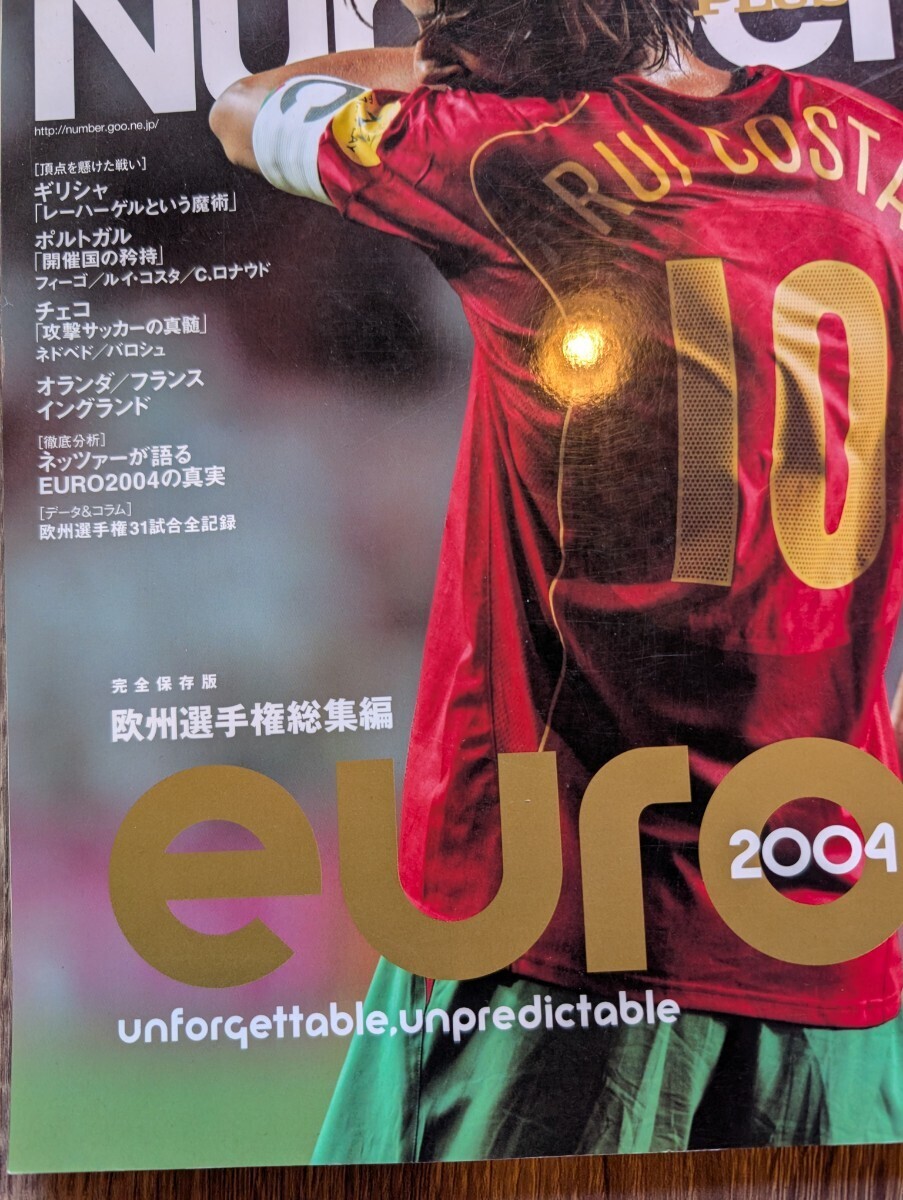 Number
PLUS
http://number.goo.ne.jp/
C
RUI COSTA
10
[頂点を懸けた戦い]
ギリシャ
「レーハーゲルという魔術」
ポルトガル
「開催国の矜持」
フィーゴ/ルイ・コスタ/C.ロナウド
チェコ
「攻撃サッカーの真髄」
ネドベド/バロシュ
オランダ/フランス
イングランド
[徹底分析]
ネッツァーが語る
EURO2004の真実
[データ&コラム]
欧州選手権31試合全記録
完全保存版
欧州選手権総集編
euro
2004
unforgettable,unpredictable